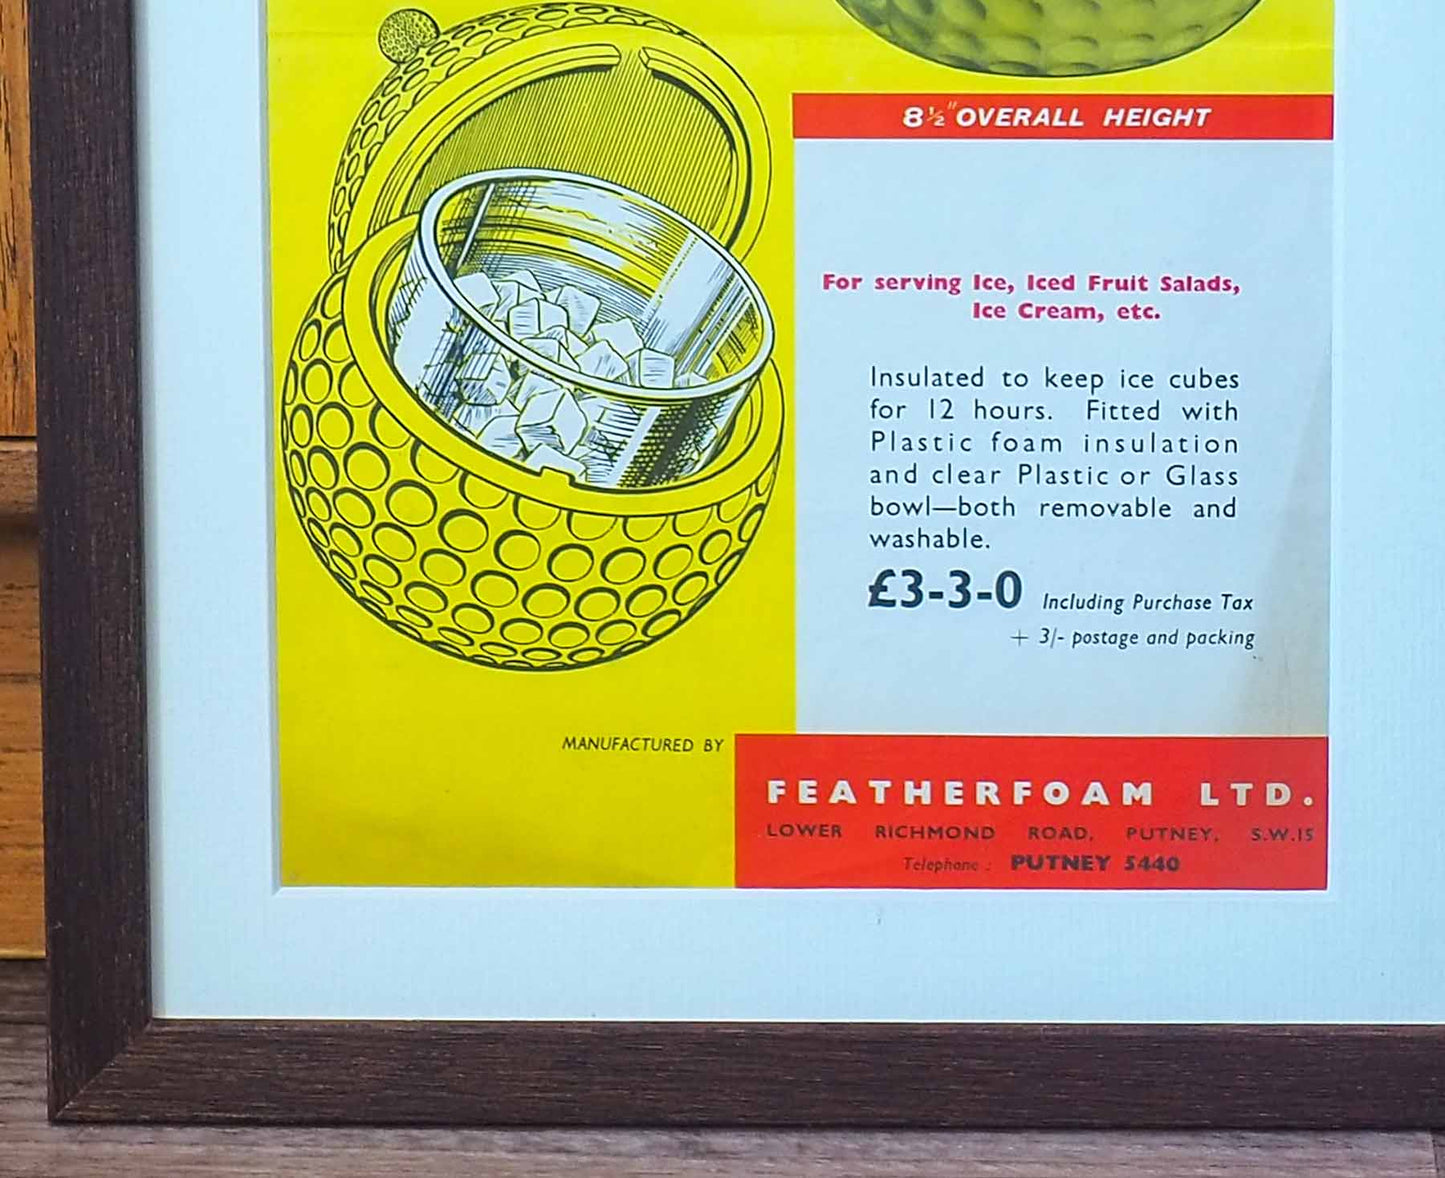 8½" OVERALL HEIGHT
For serving Ice, Iced Fruit Salads,
Ice Cream, etc.
Insulated to keep ice cubes
for 12 hours. Fitted with
Plastic foam insulation
and clear Plastic or Glass
bowl—both removable and
washable.
£3-3-0 Including Purchase Tax
+ 3/- postage and packing
MANUFACTURED BY
FEATHERFOAM LTD.
LOWER RICHMOND ROAD, PUTNEY, S.W.15
Telephone : PUTNEY 5440